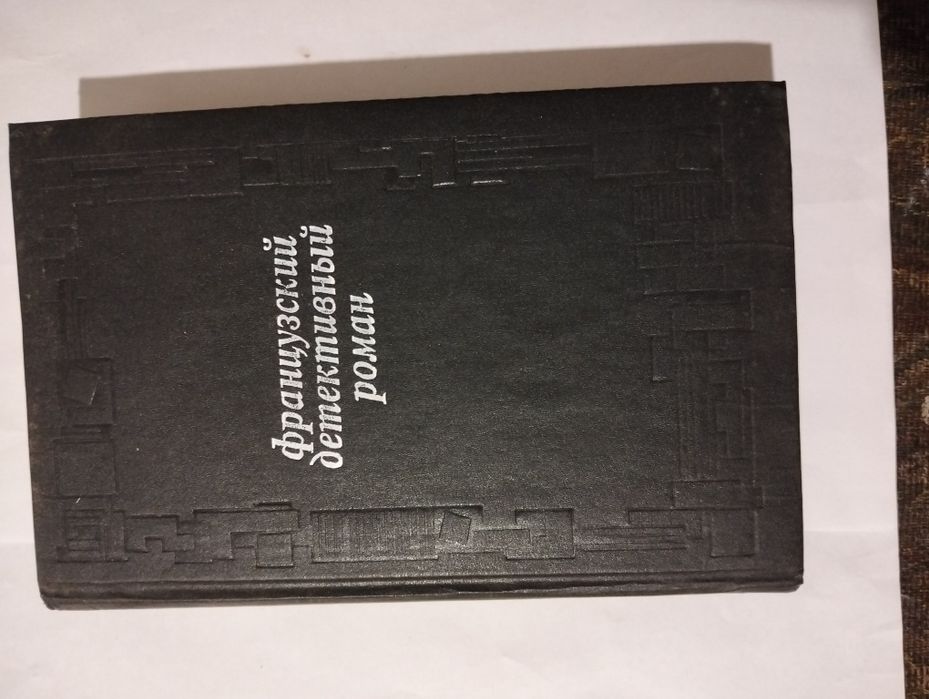 французский
детективный
роман